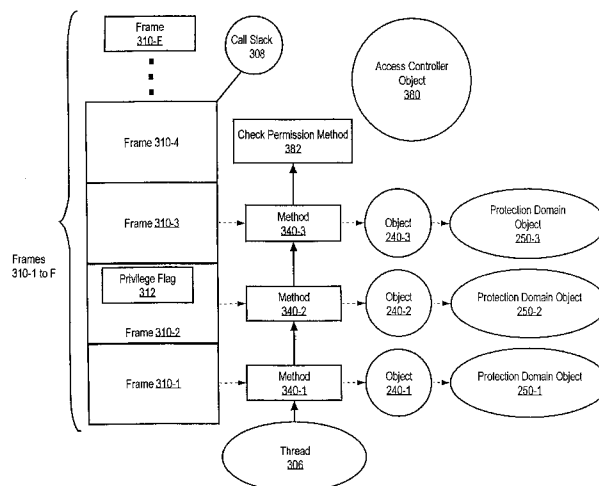 Frame
310-F
Call Stack
308
Access Controller
Object
380
Frame 310-4
Check Permission Method
382
Frame 310-3
Method
340-3
Object
240-3
Protection Domain
Object
250-3
Frames
310-1 to F
Privilege Flag
312
Frame 310-2
Method
340-2
Object
240-2
Protection Domain Object
250-2
Frame 310-1
Method
340-1
Object
240-1
Protection Domain Object
250-1
Thread
306